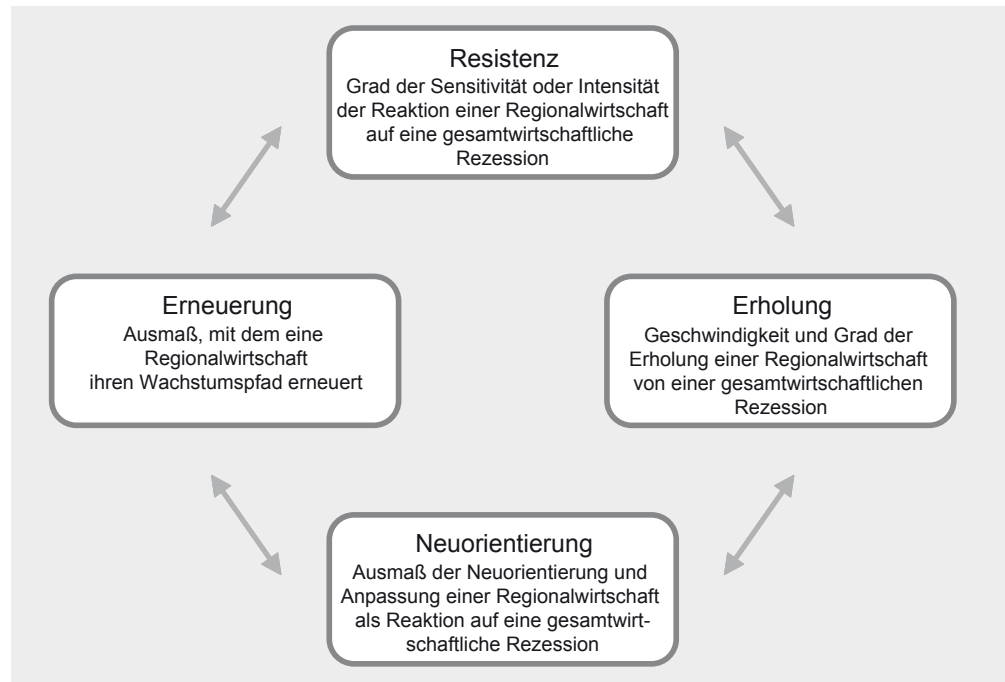 Resistenz
Grad der Sensitivität oder Intensität
der Reaktion einer Regionalwirtschaft
auf eine gesamtwirtschaftliche
Rezession
Erneuerung
Ausmaß, mit dem eine
Regionalwirtschaft
ihren Wachstumspfad erneuert
Erholung
Geschwindigkeit und Grad der
Erholung einer Regionalwirtschaft
von einer gesamtwirtschaftlichen
Rezession
Neuorientierung
Ausmaß der Neuorientierung und
Anpassung einer Regionalwirtschaft
als Reaktion auf eine gesamtwirt-
schaftliche Rezession